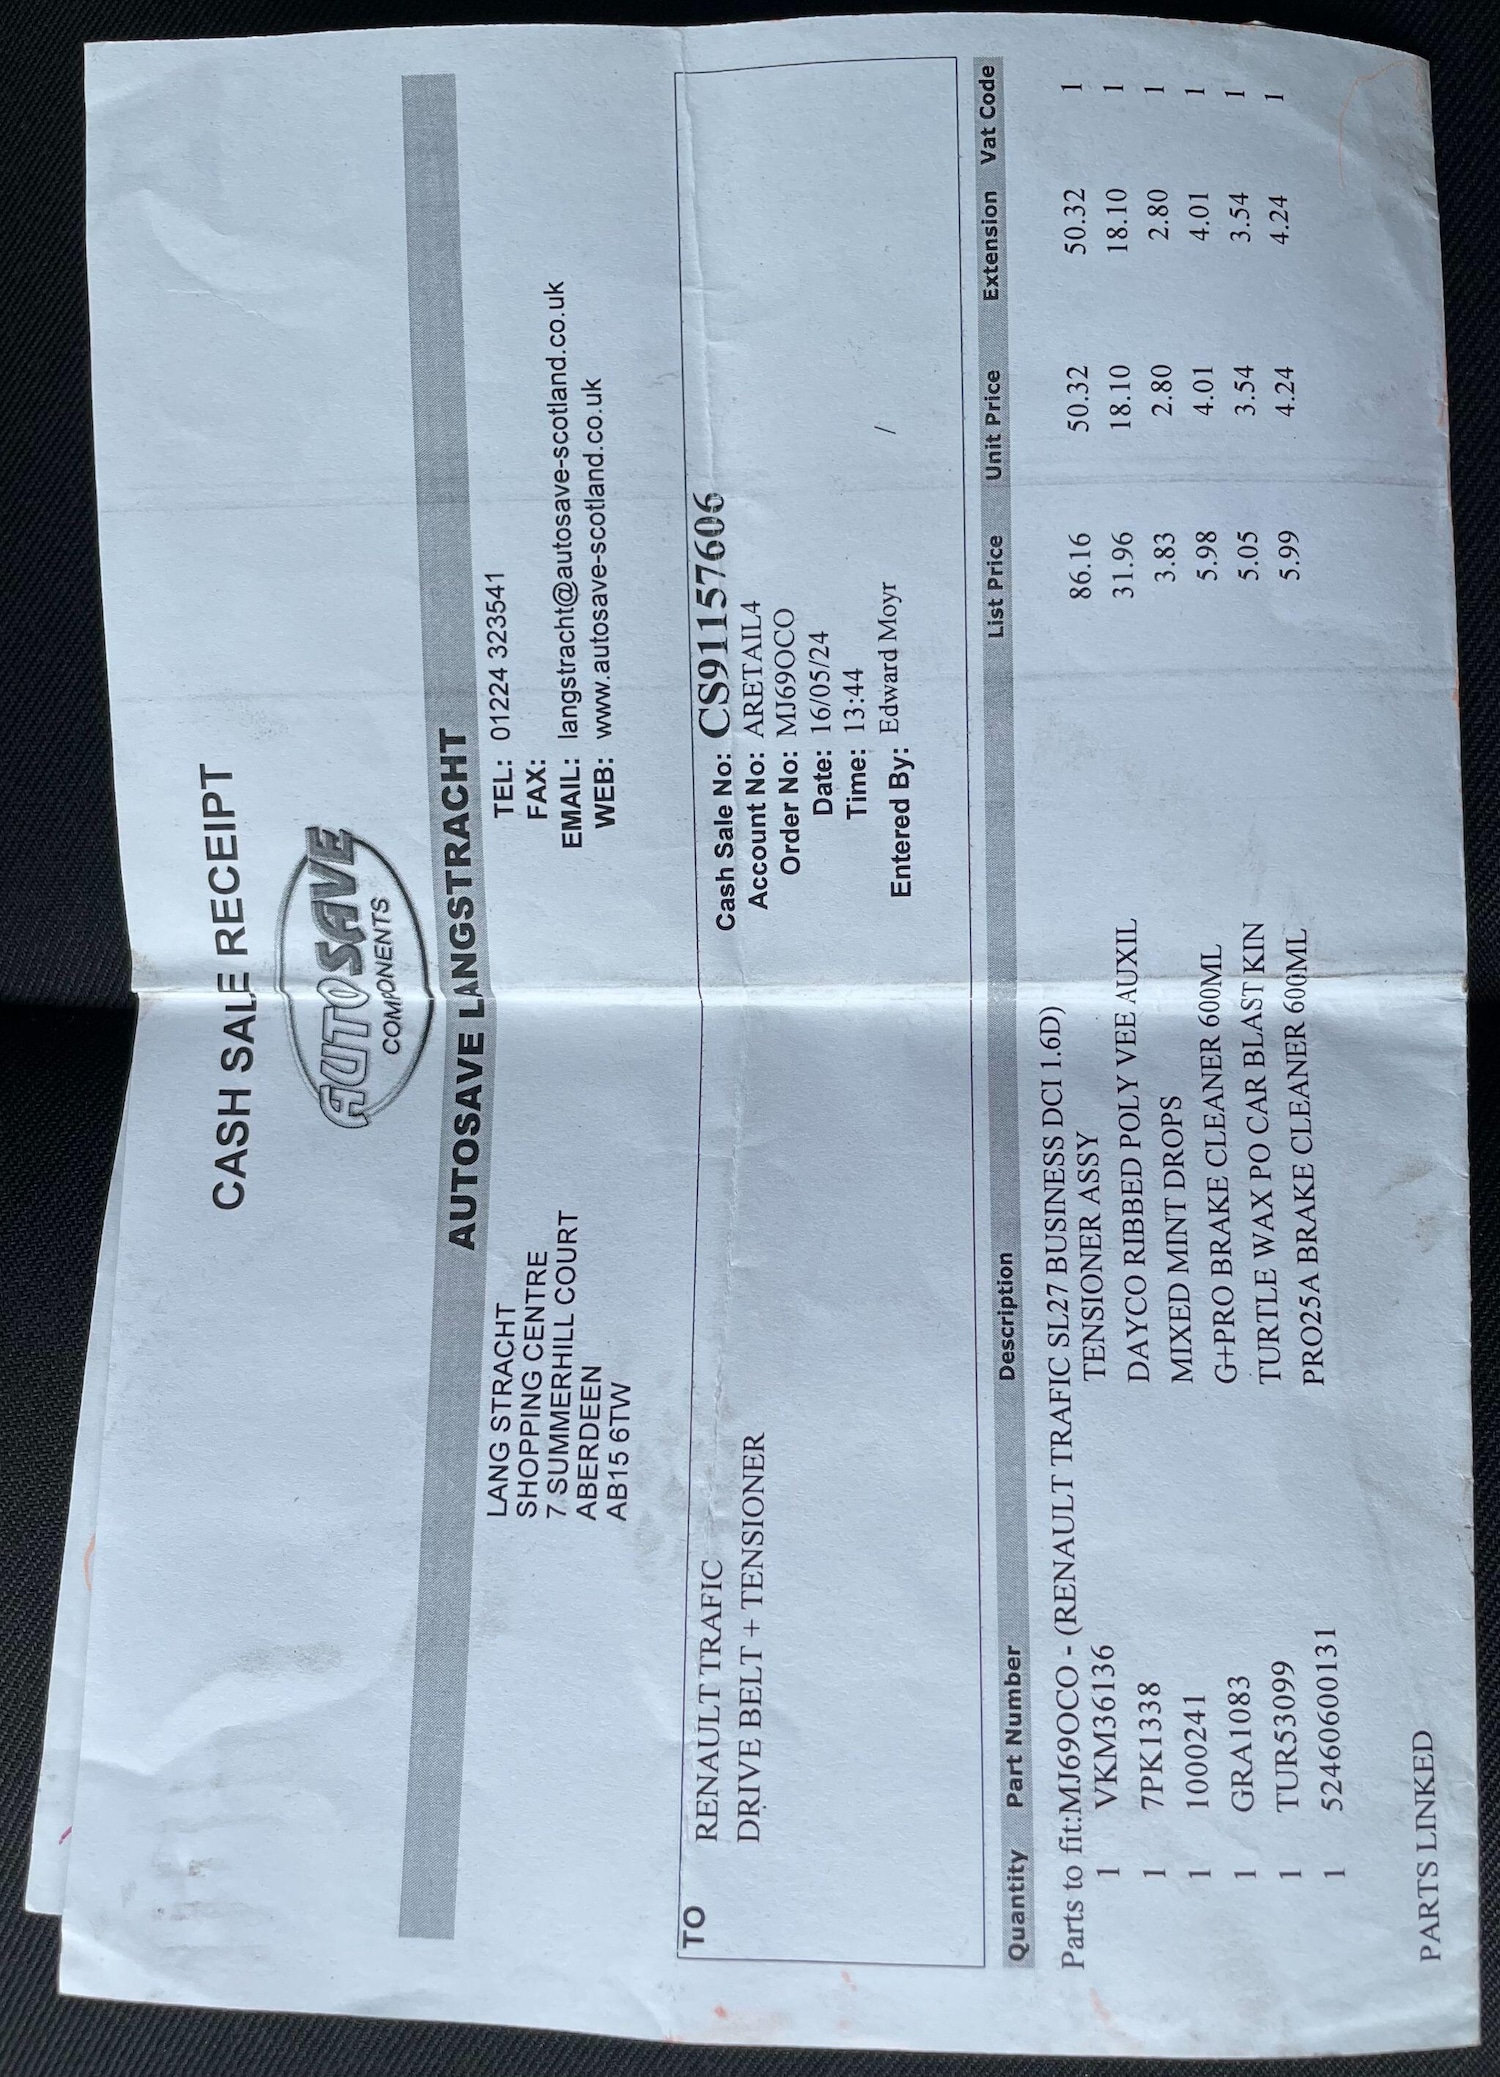 CASH SALE RECEIPT
AUTOSAVE
COMPONENTS
AUTOSAVE LANGSTRACHT
LANG STRACHT
SHOPPING CENTRE
7 SUMMERHILL COURT
ABERDEEN
AB15 6TW
TEL: 01224 323541
FAX:
EMAIL: langstracht@autosave-scotland.co.uk
WEB: www.autosave-scotland.co.uk
TO
RENAULT TRAFIC
DRIVE BELT + TENSIONER
Cash Sale No: CS91157606
Account No: ARETAIL4
Order No: MJ69OCO
Date: 16/05/24
Time: 13:44
/
Entered By: Edward Moyr
Quantity Part Number Description List Price Unit Price Extension Vat Code
Parts to fit:MJ69OCO - (RENAULT TRAFIC SL27 BUSINESS DCI 1.6D)
1 VKM36136 TENSIONER ASSY 86.16 50.32 50.32 1
1 7PK1338 DAYCO RIBBED POLY VEE AUXIL 31.96 18.10 18.10 1
1 1000241 MIXED MINT DROPS 3.83 2.80 2.80 1
1 GRA1083 G+PRO BRAKE CLEANER 600ML 5.98 4.01 4.01 1
1 TUR53099 TURTLE WAX PO CAR BLAST KIN 5.05 3.54 3.54 1
1 52460600131 PRO25A BRAKE CLEANER 600ML 5.99 4.24 4.24 1
PARTS LINKED